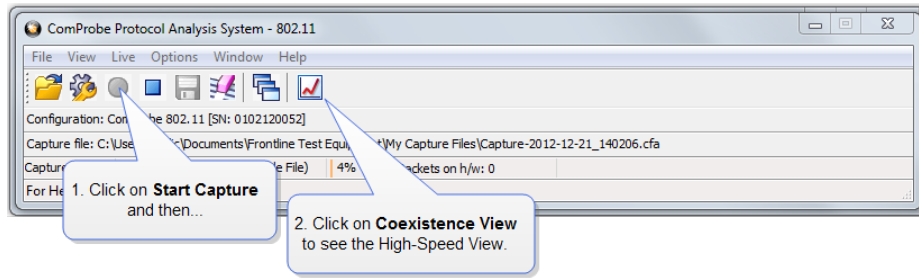 ComProbe Protocol Analysis System - 802.11
File View Live Options Window Help
Configuration: Com be 802.11 [SN: 0102120052]
Capture file: C:\Use \Documents\Frontline Test Equi t\My Capture Files\Capture-2012-12-21_140206.cfa
Captu e File) 4% ackets on h/w: 0
For He
1. Click on Start Capture
and then...
2. Click on Coexistence View
to see the High-Speed View.